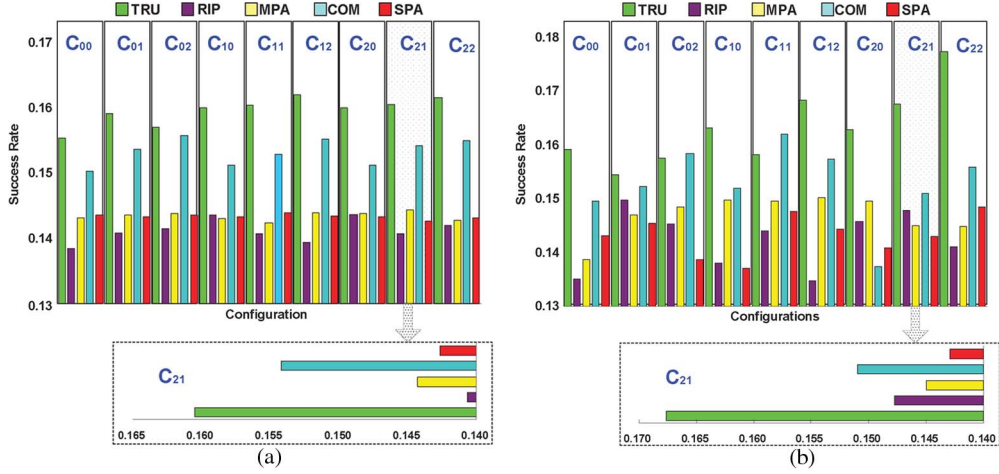 TRU RIP MPA COM SPA
0.17
0.16
0.15
0.14
0.13
Success Rate
C00 C01 C02 C10 C11 C12 C20 C21 C22
Configuration
C21
0.165 0.160 0.155 0.150 0.145 0.140
(a)
TRU RIP MPA COM SPA
0.18
0.17
0.16
0.15
0.14
0.13
Success Rate
C00 C01 C02 C10 C11 C12 C20 C21 C22
Configurations
C21
0.170 0.165 0.155 0.150 0.145 0.140
(b)